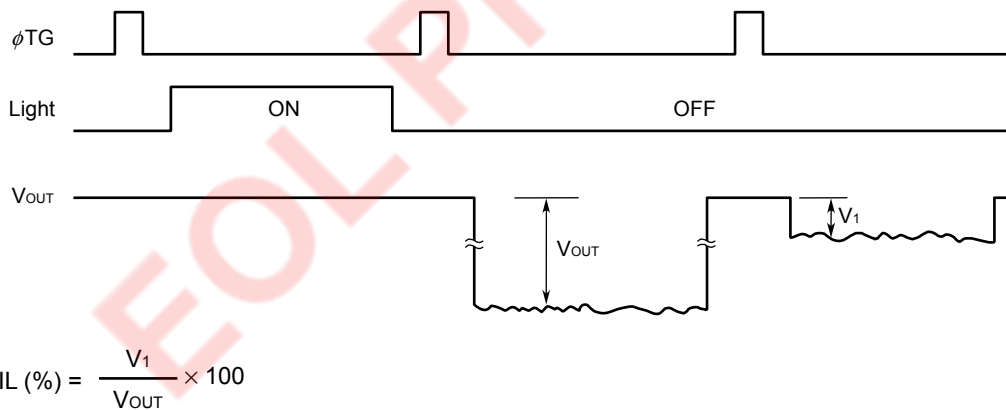 φTG
Light ON OFF
VOUT
VOUT
V1
IL (%) = V1 / VOUT × 100
EOL P